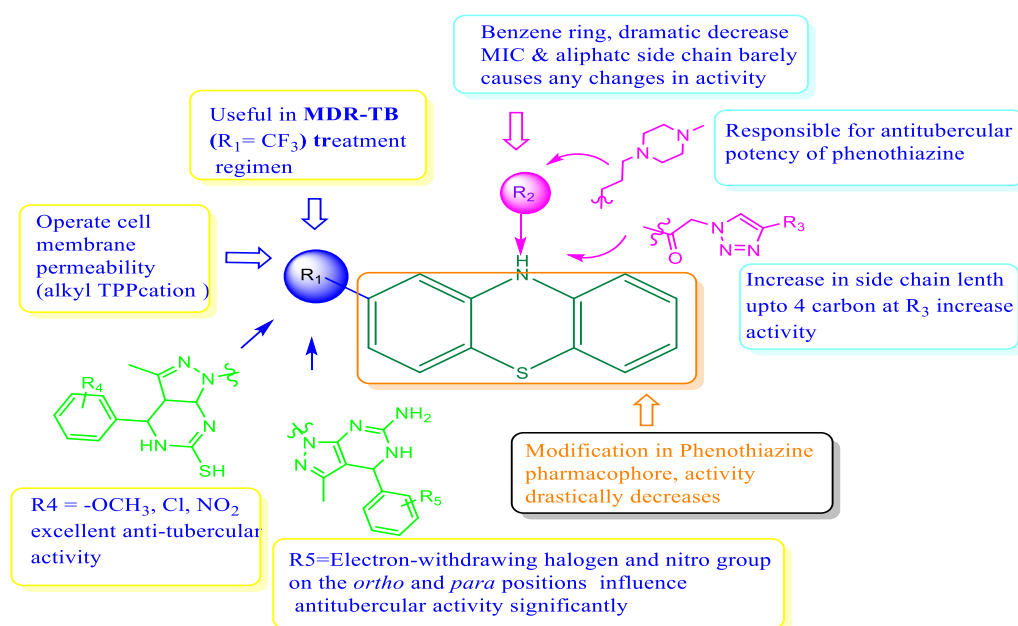 Benzene ring, dramatic decrease
MIC & aliphatc side chain barely
causes any changes in activity
Useful in MDR-TB
(R₁= CF₃) treatment
regimen
Responsible for antitubercular
potency of phenothiazine
Operate cell
membrane
permeability
(alkyl TPPcation )
R₂
N
N
R₁
H
N
S
O
N
N=N
R₃
Increase in side chain lenth
upto 4 carbon at R₃ increase
activity
R4
N
N
N
HN
SH
N
N
N
NH₂
NH
R₅
Modification in Phenothiazine
pharmacophore, activity
drastically decreases
R4 = -OCH₃, Cl, NO₂
excellent anti-tubercular
activity
R5=Electron-withdrawing halogen and nitro group
on the ortho and para positions influence
antitubercular activity significantly